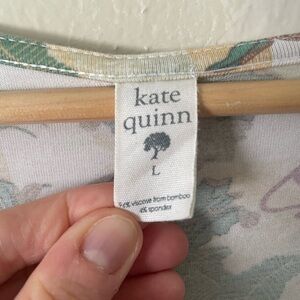 kate
quinn
L
viscose from bamboo
spandex